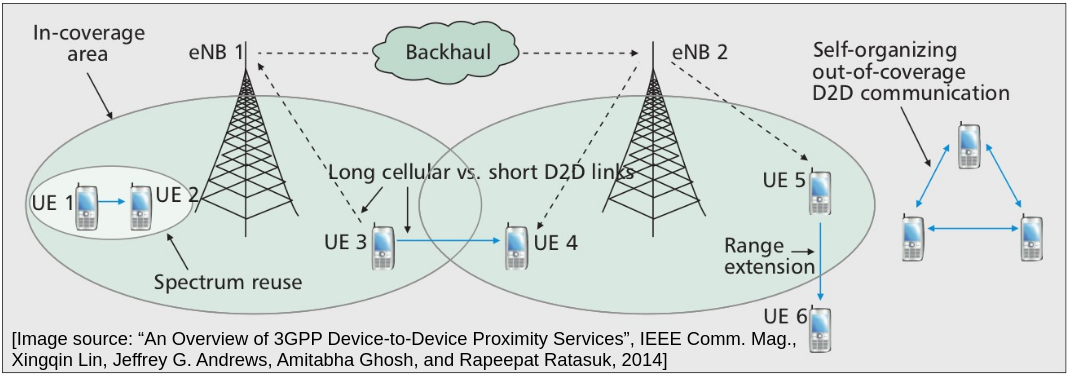 In-coverage
area
eNB 1
Backhaul
eNB 2
Self-organizing
out-of-coverage
D2D communication
Long cellular vs. short D2D links
UE 1
UE 2
UE 3
UE 4
UE 5
Spectrum reuse
Range
extension
UE 6
[Image source: “An Overview of 3GPP Device-to-Device Proximity Services”, IEEE Comm. Mag.,
Xingqin Lin, Jeffrey G. Andrews, Amitabha Ghosh, and Rapeepat Ratasuk, 2014]